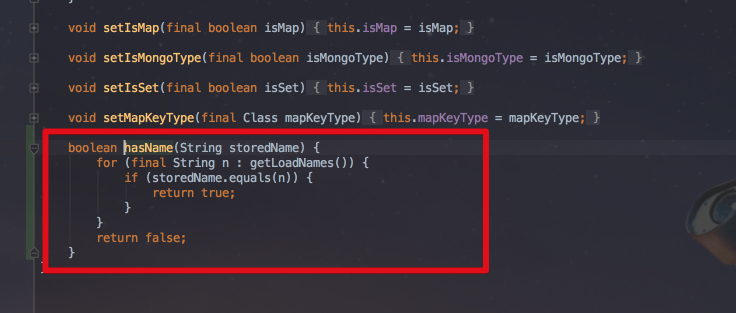 void setIsMap(final boolean isMap) { this.isMap = isMap; }
void setIsMongoType(final boolean isMongoType) { this.isMongoType = isMongoType; }
void setIsSet(final boolean isSet) { this.isSet = isSet; }
void setMapKeyType(final Class mapKeyType) { this.mapKeyType = mapKeyType; }
boolean hasName(String storedName) {
for (final String n : getLoadNames()) {
if (storedName.equals(n)) {
return true;
}
}
return false;
}